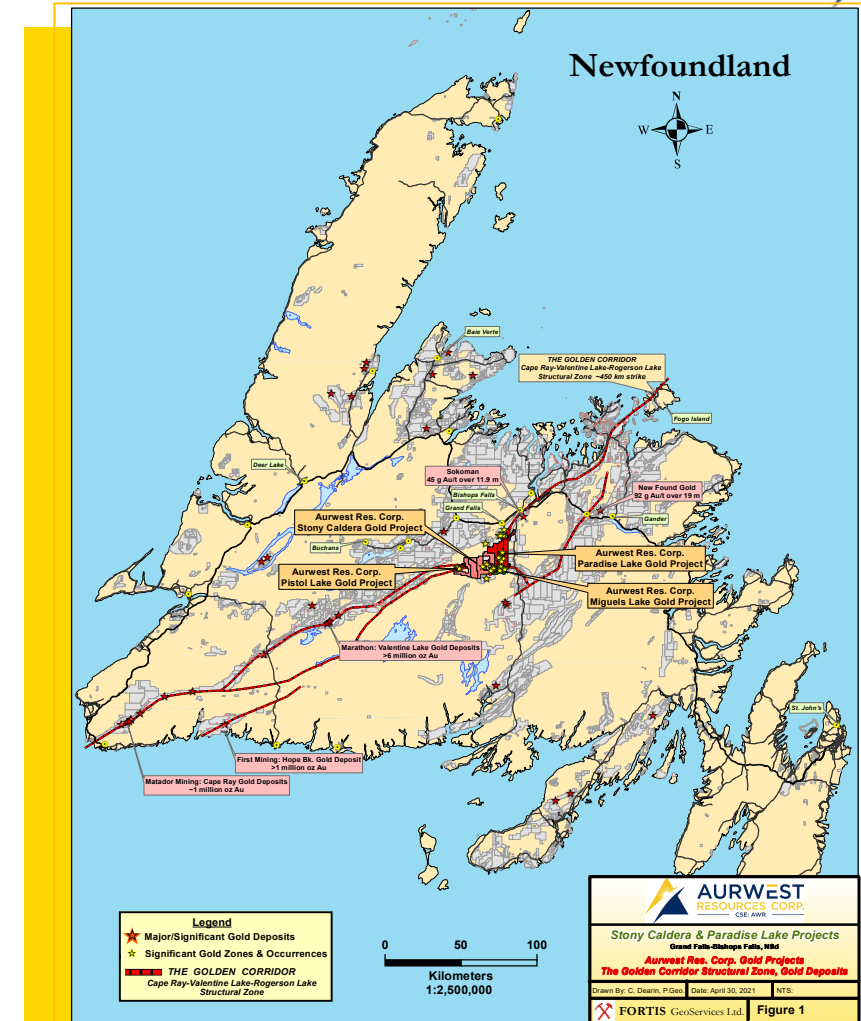 Newfoundland
N
W
E
S
Baie Verte
THE GOLDEN CORRIDOR
Cape Ray-Valentine Lake-Rogerson Lake
Structural Zone ~450 km strike
Fogo Island
Deer Lake
Sokoman
45 g Au/t over 11.9 m
New Found Gold
92 g Au/t over 19 m
Bishops Falls
Grand Falls
Gander
Aurwest Res. Corp.
Stony Caldera Gold Project
Buchans
Aurwest Res. Corp.
Paradise Lake Gold Project
Aurwest Res. Corp.
Pistol Lake Gold Project
Aurwest Res. Corp.
Miguels Lake Gold Project
Marathon: Valentine Lake Gold Deposits
>6 million oz Au
St. John's
First Mining: Hope Bk. Gold Deposit
>1 million oz Au
Matador Mining: Cape Ray Gold Deposits
~1 million oz Au
Legend
Major/Significant Gold Deposits
Significant Gold Zones & Occurrences
THE GOLDEN CORRIDOR
Cape Ray-Valentine Lake-Rogerson Lake
Structural Zone
0 50 100
Kilometers
1:2,500,000
AURWEST
RESOURCES CORP.
CSE: AWR
Stony Caldera & Paradise Lake Projects
Grand Falls-Bishops Falls, Nfld
Aurwest Res. Corp. Gold Projects
The Golden Corridor Structural Zone, Gold Deposits
Drawn By: C. Dearin, P.Geo. Date: April 30, 2021 NTS:
FORTIS GeoServices Ltd. Figure 1